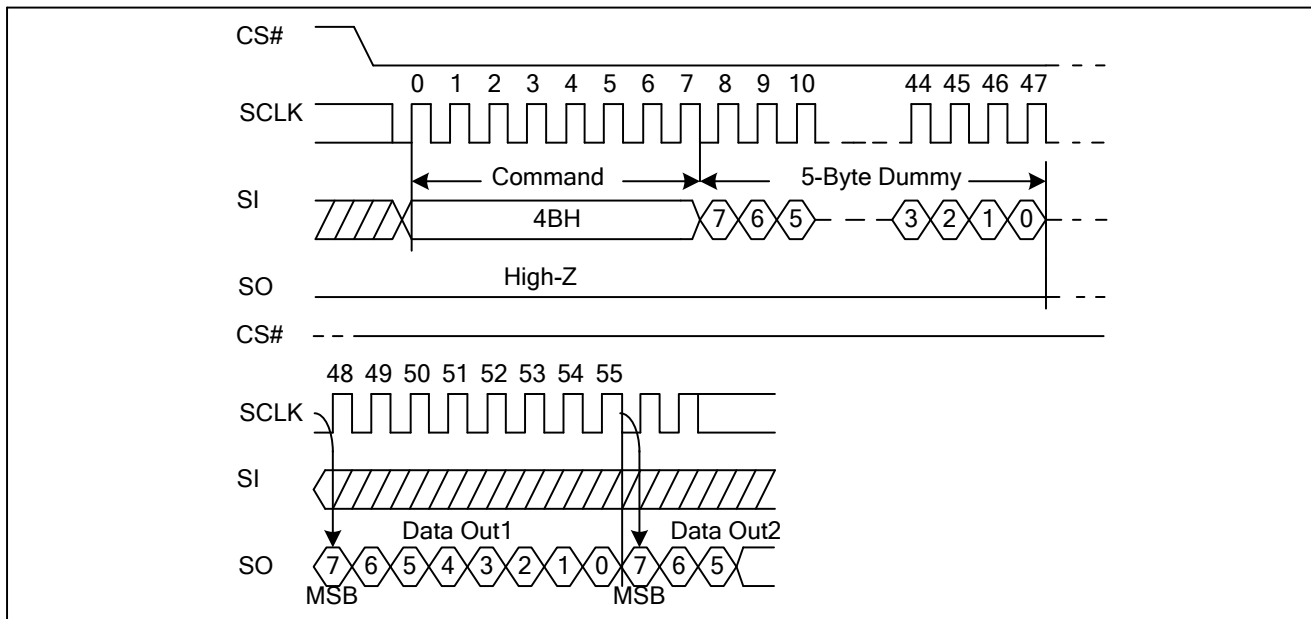 CS#
0 1 2 3 4 5 6 7 8 9 10 44 45 46 47
SCLK
Command 5-Byte Dummy
SI
4BH 7 6 5 3 2 1 0
High-Z
SO
CS#
48 49 50 51 52 53 54 55
SCLK
SI
Data Out1 Data Out2
SO 7 6 5 4 3 2 1 0 7 6 5
MSB MSB